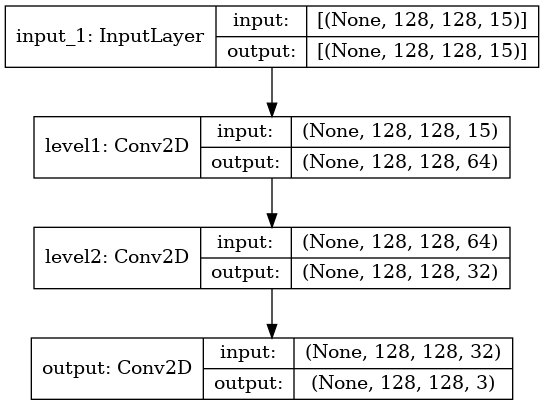 input_1: InputLayer
input: [(None, 128, 128, 15)]
output: [(None, 128, 128, 15)]
level1: Conv2D
input: (None, 128, 128, 15)
output: (None, 128, 128, 64)
level2: Conv2D
input: (None, 128, 128, 64)
output: (None, 128, 128, 32)
output: Conv2D
input: (None, 128, 128, 32)
output: (None, 128, 128, 3)